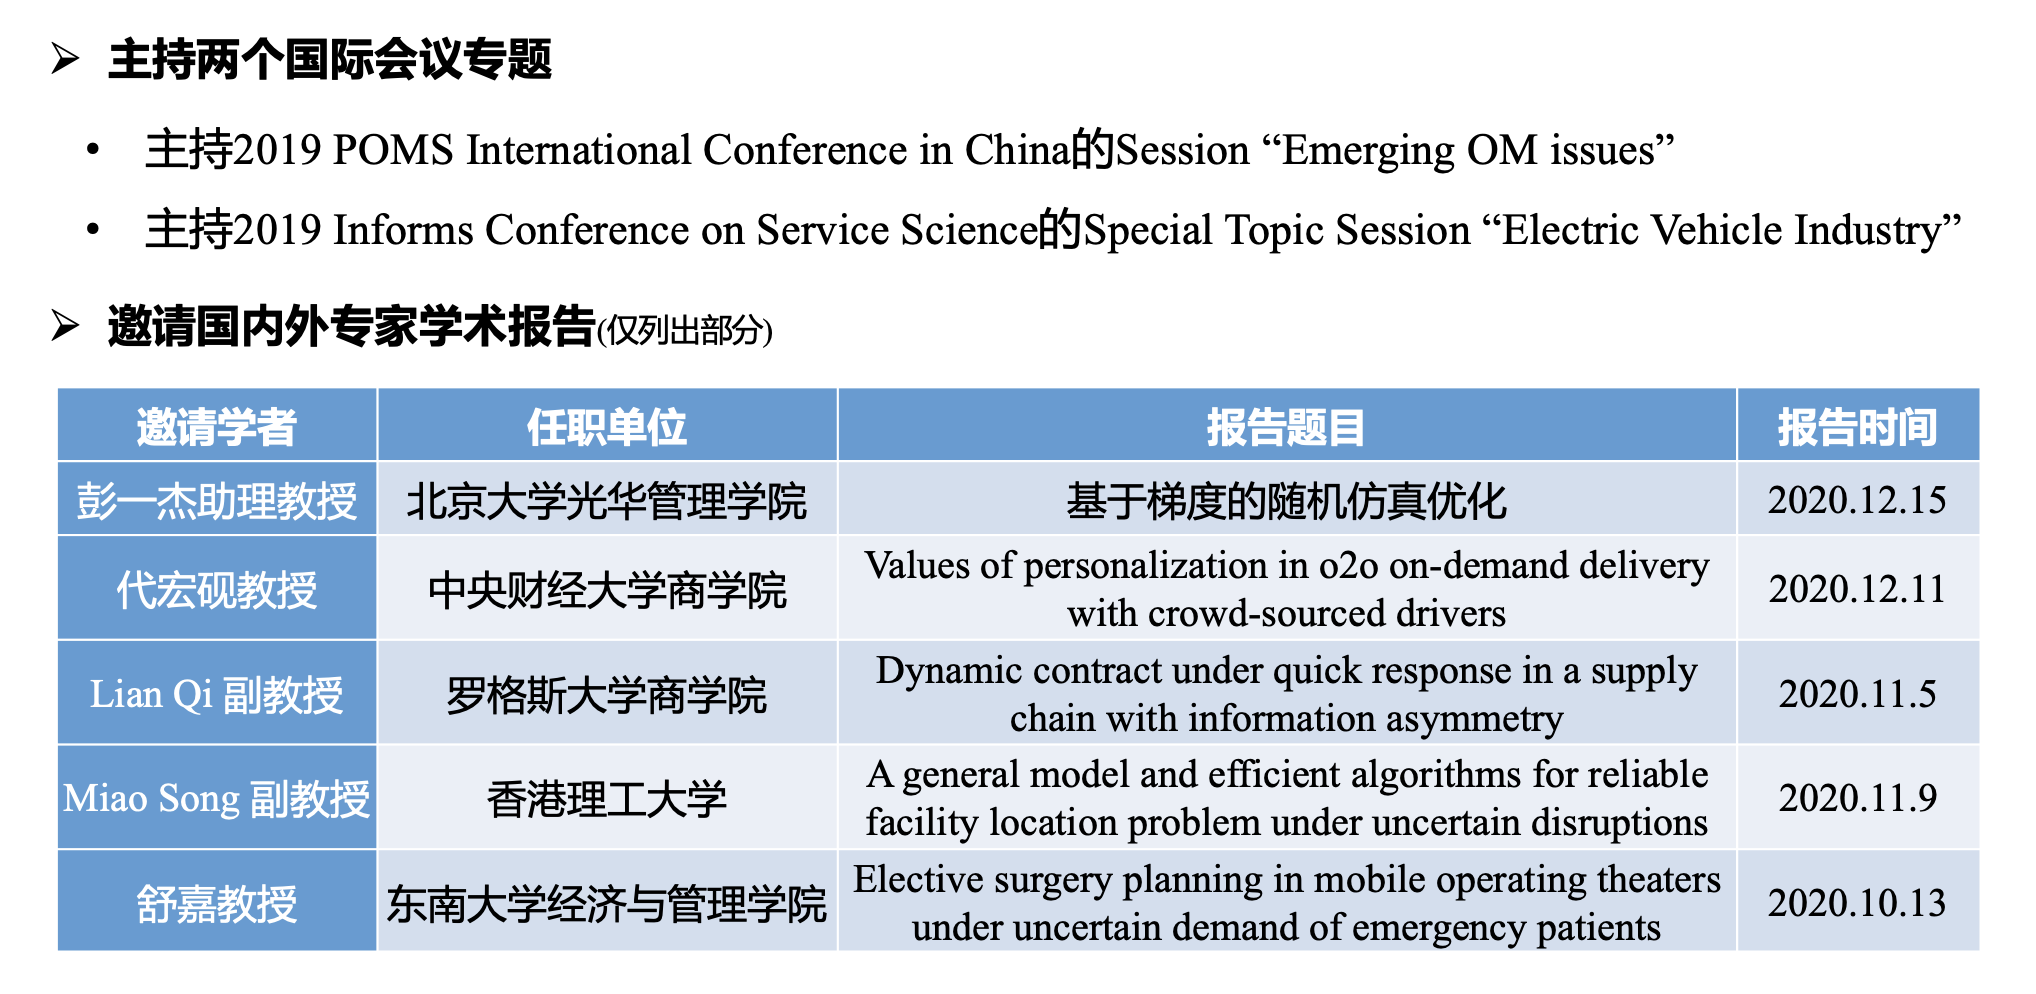 ➢ 主持两个国际会议专题
• 主持2019 POMS International Conference in China的Session “Emerging OM issues”
• 主持2019 Informs Conference on Service Science的Special Topic Session “Electric Vehicle Industry”
➢ 邀请国内外专家学术报告(仅列出部分)
邀请学者 任职单位 报告题目 报告时间
彭一杰助理教授 北京大学光华管理学院 基于梯度的随机仿真优化 2020.12.15
代宏砚教授 中央财经大学商学院 Values of personalization in o2o on-demand delivery
with crowd-sourced drivers 2020.12.11
Lian Qi 副教授 罗格斯大学商学院 Dynamic contract under quick response in a supply
chain with information asymmetry 2020.11.5
Miao Song 副教授 香港理工大学 A general model and efficient algorithms for reliable
facility location problem under uncertain disruptions 2020.11.9
舒嘉教授 东南大学经济与管理学院 Elective surgery planning in mobile operating theaters
under uncertain demand of emergency patients 2020.10.13